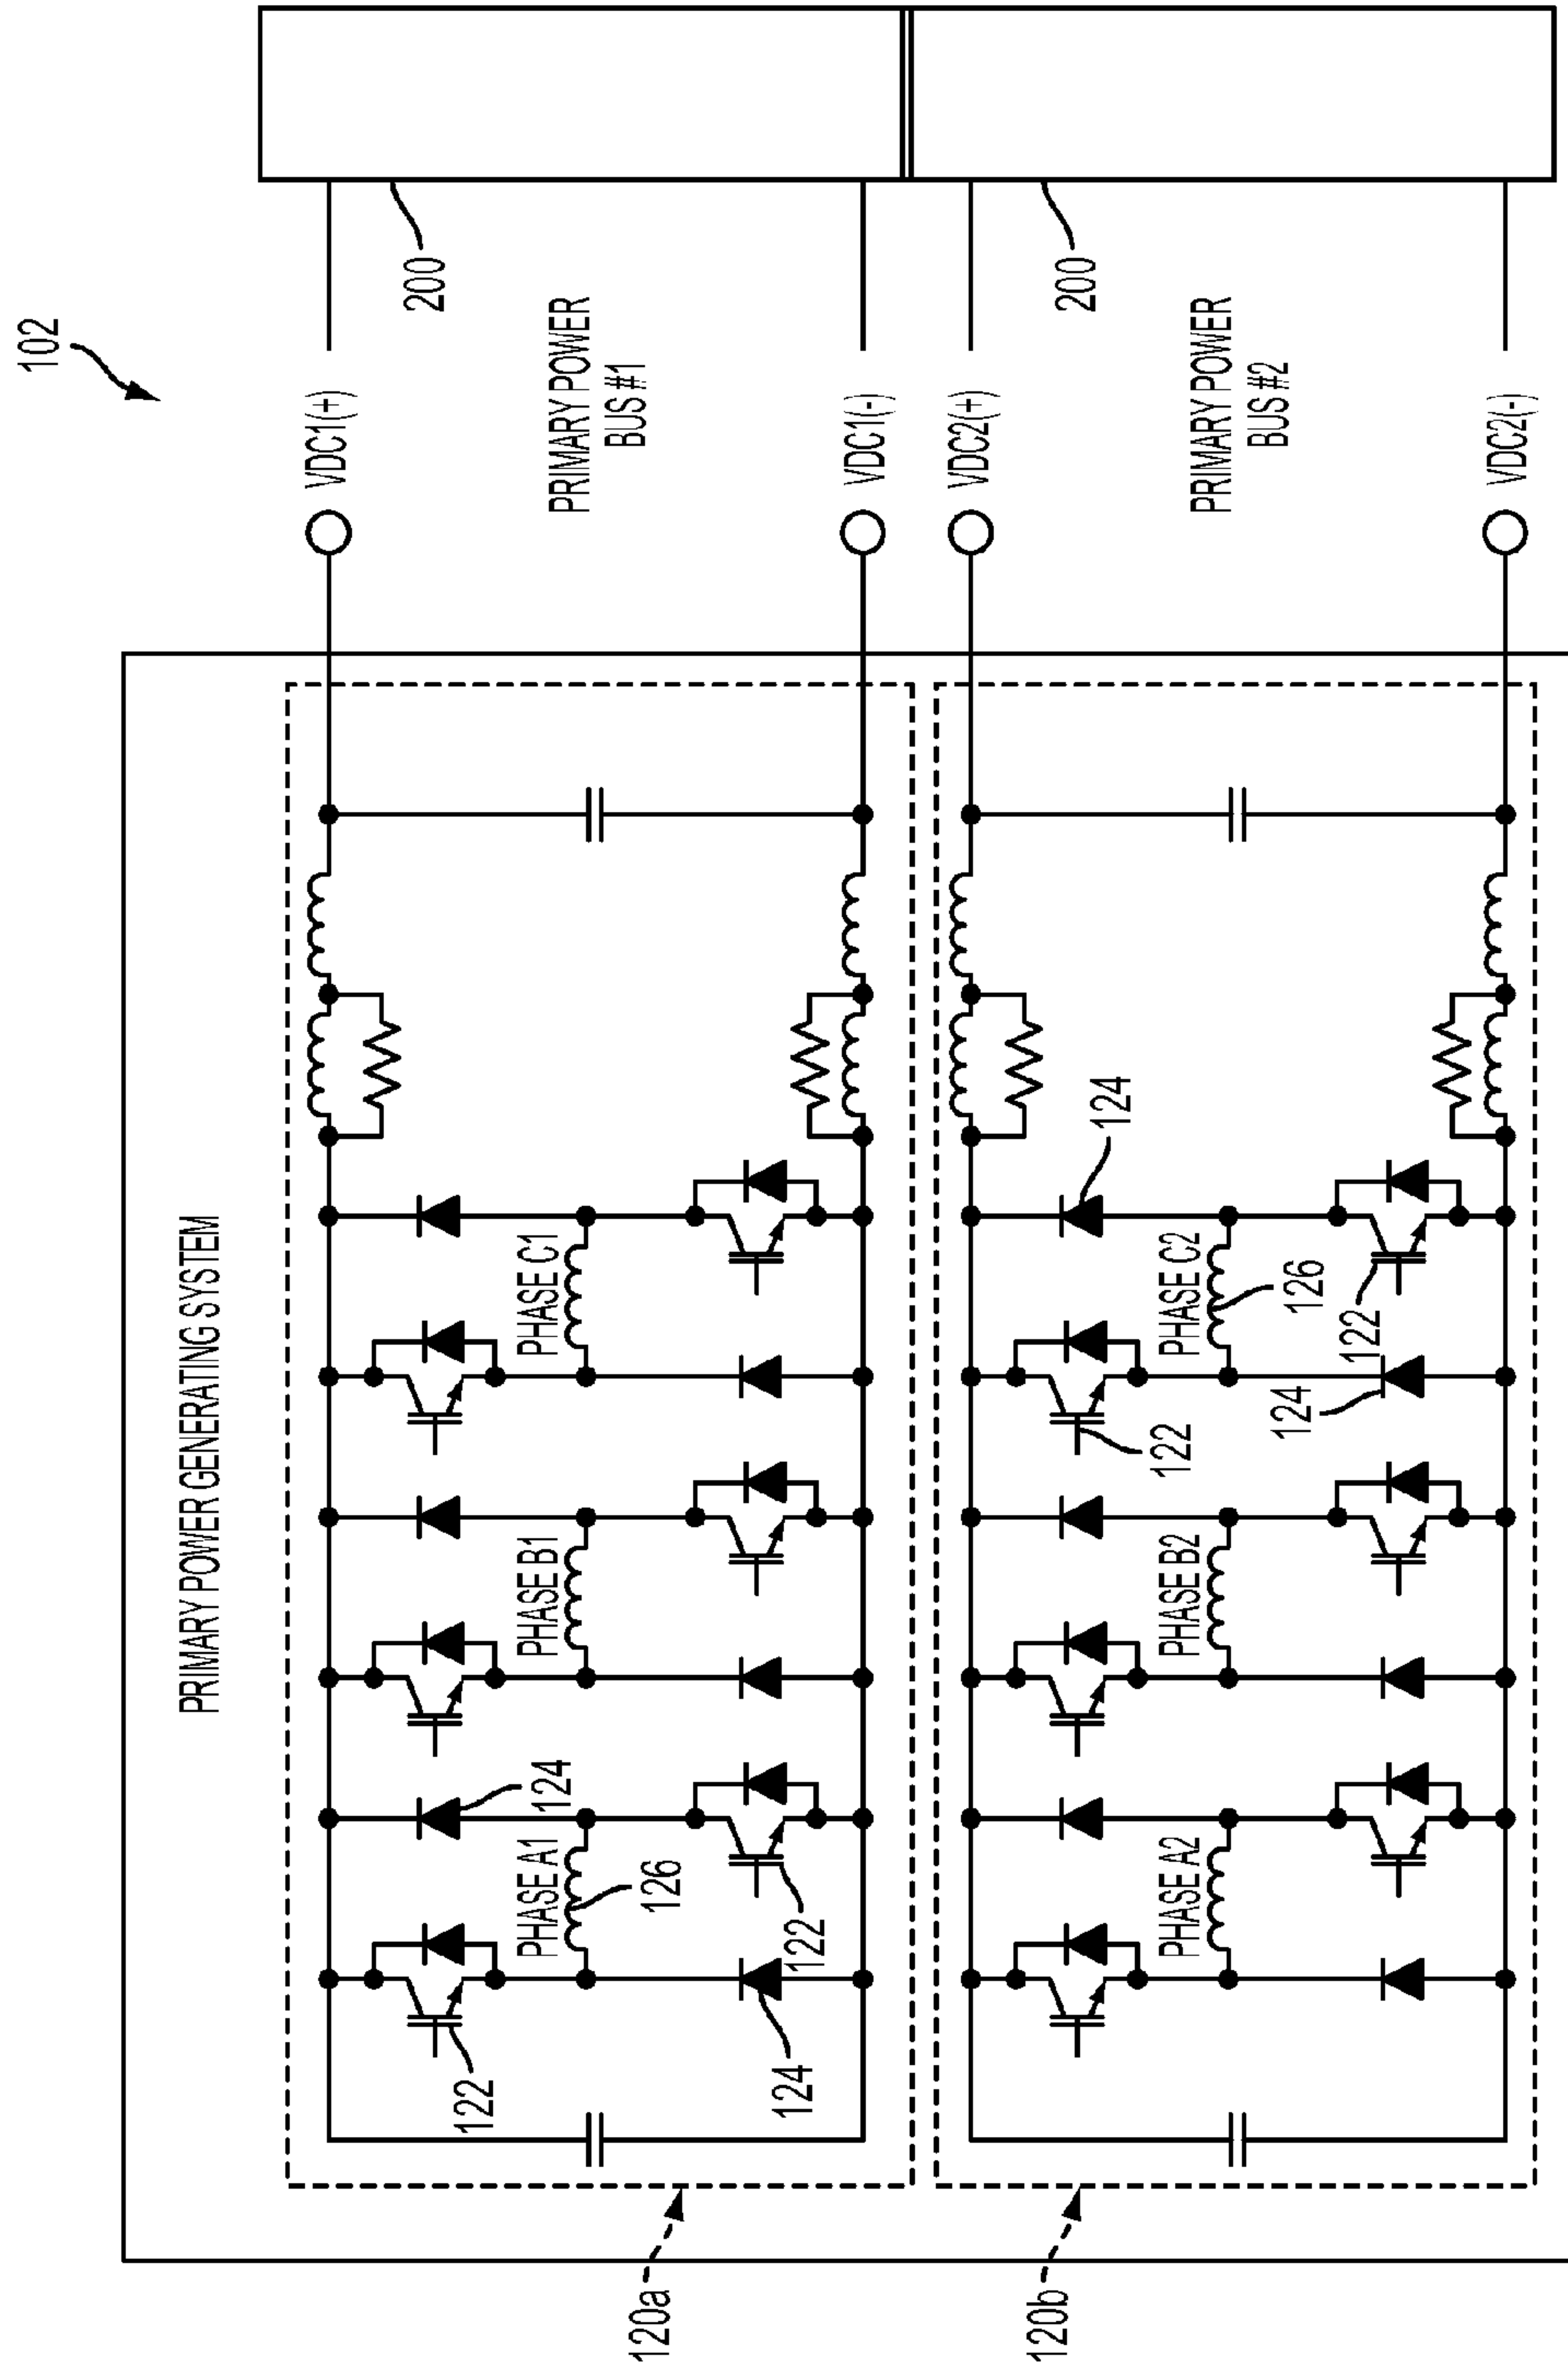 102
PRIMARY POWER GENERATING SYSTEM
120a
122
124
PHASE A1
126
122
124
PHASE B1
PHASE C1
VDC1(+)
PRIMARY POWER
BUS #1
VDC1(-)
200
120b
PHASE A2
PHASE B2
122
124
PHASE C2
126
122
124
VDC2(+)
PRIMARY POWER
BUS #2
VDC2(-)
200